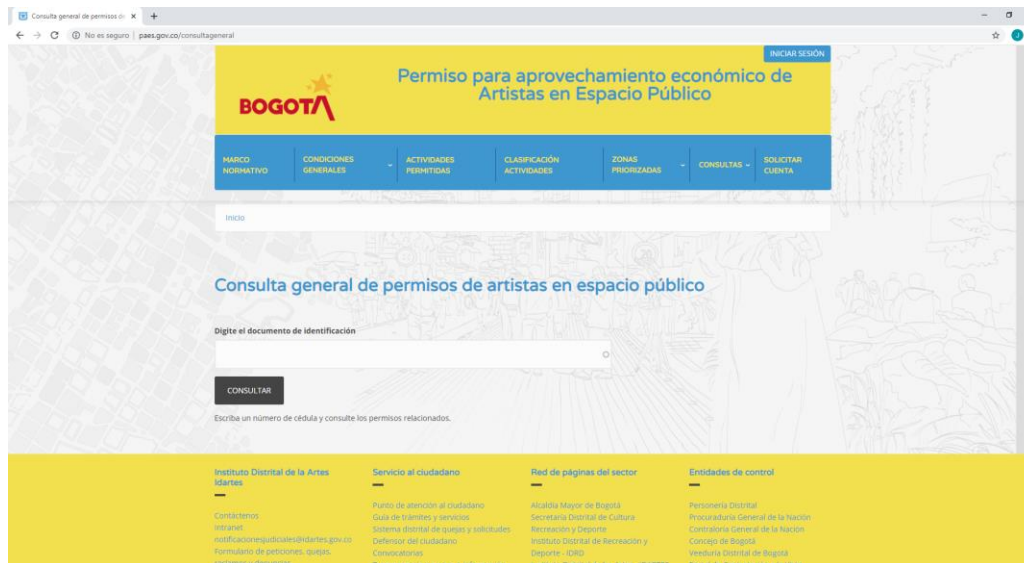 Consulta general de permisos de
No es seguro | paes.gov.co/consultageneral
J
INICIAR SESIÓN
BOGOTÁ
Permiso para aprovechamiento económico de
Artistas en Espacio Público
MARCO
NORMATIVO
CONDICIONES
GENERALES
ACTIVIDADES
PERMITIDAS
CLASIFICACIÓN
ACTIVIDADES
ZONAS
PRIORIZADAS
CONSULTAS
SOLICITAR
CUENTA
Inicio
Consulta general de permisos de artistas en espacio público
Digite el documento de identificación
CONSULTAR
Escriba un número de cédula y consulte los permisos relacionados.
Instituto Distrital de la Artes
Idartes
Contáctenos
Intranet
notificacionesjudiciales@idartes.gov.co
Formulario de peticiones, quejas,
Servicio al ciudadano
Punto de atención al ciudadano
Guía de trámites y servicios
Sistema distrital de quejas y solicitudes
Defensor del ciudadano
Convocatorias
Red de páginas del sector
Alcaldía Mayor de Bogotá
Secretaría Distrital de Cultura
Recreación y Deporte
Instituto Distrital de Recreación y
Deporte - IDRD
Entidades de control
Personería Distrital
Procuraduría General de la Nación
Contraloría General de la Nación
Concejo de Bogotá
Veeduría Distrital de Bogotá